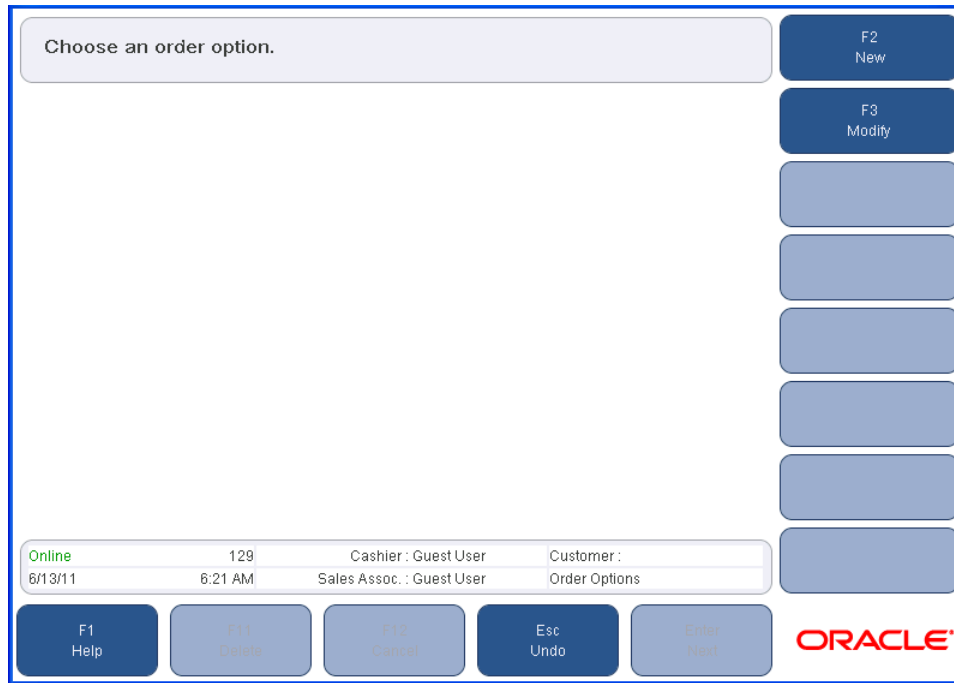 Choose an order option.
F2
New
F3
Modify
Online 129 Cashier : Guest User Customer :
6/13/11 6:21 AM Sales Assoc. : Guest User Order Options
F1
Help
F11
Delete
F12
Cancel
Esc
Undo
Enter
Next
ORACLE